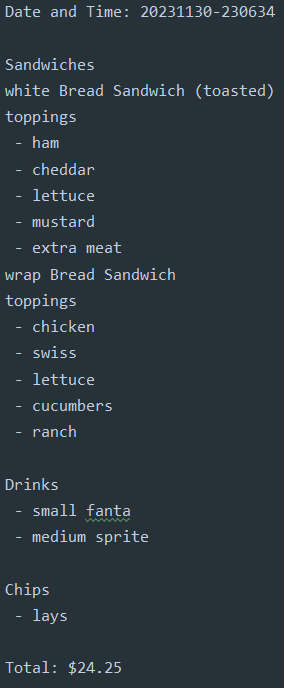 Date and Time: 20231130-230634
Sandwiches
white Bread Sandwich (toasted)
toppings
- ham
- cheddar
- lettuce
- mustard
- extra meat
wrap Bread Sandwich
toppings
- chicken
- swiss
- lettuce
- cucumbers
- ranch
Drinks
- small fanta
- medium sprite
Chips
- lays
Total: $24.25